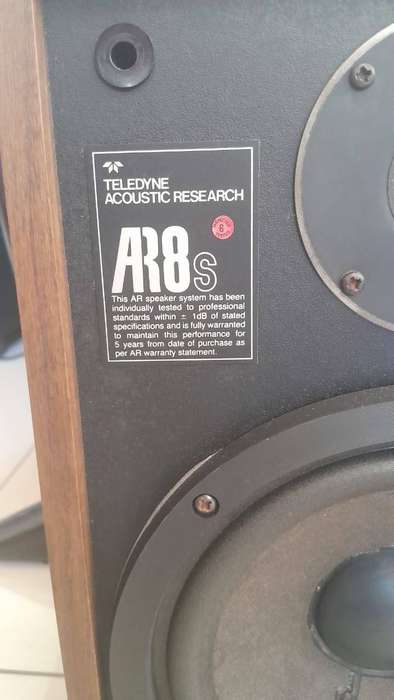 TELEDYNE
ACOUSTIC RESEARCH
AR8s
6
This AR speaker system has been
individually tested to professional
standards within ± 1dB of stated
specifications and is fully warranted
to maintain this performance for
5 years from date of purchase as
per AR warranty statement.